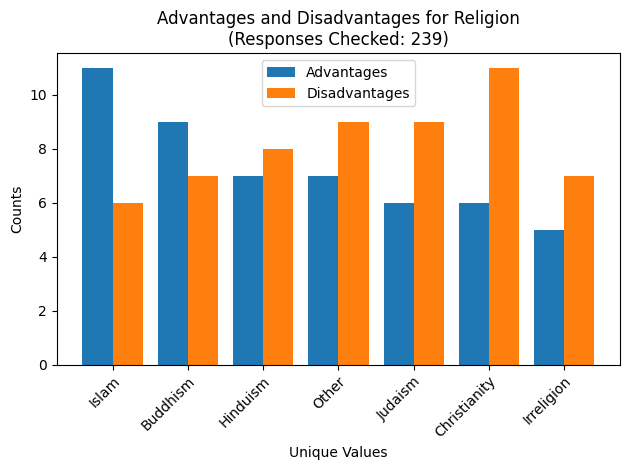 Advantages and Disadvantages for Religion
(Responses Checked: 239)
Advantages
Disadvantages
Counts
10
8
6
4
2
0
Islam
Buddhism
Hinduism
Other
Judaism
Christianity
Irreligion
Unique Values